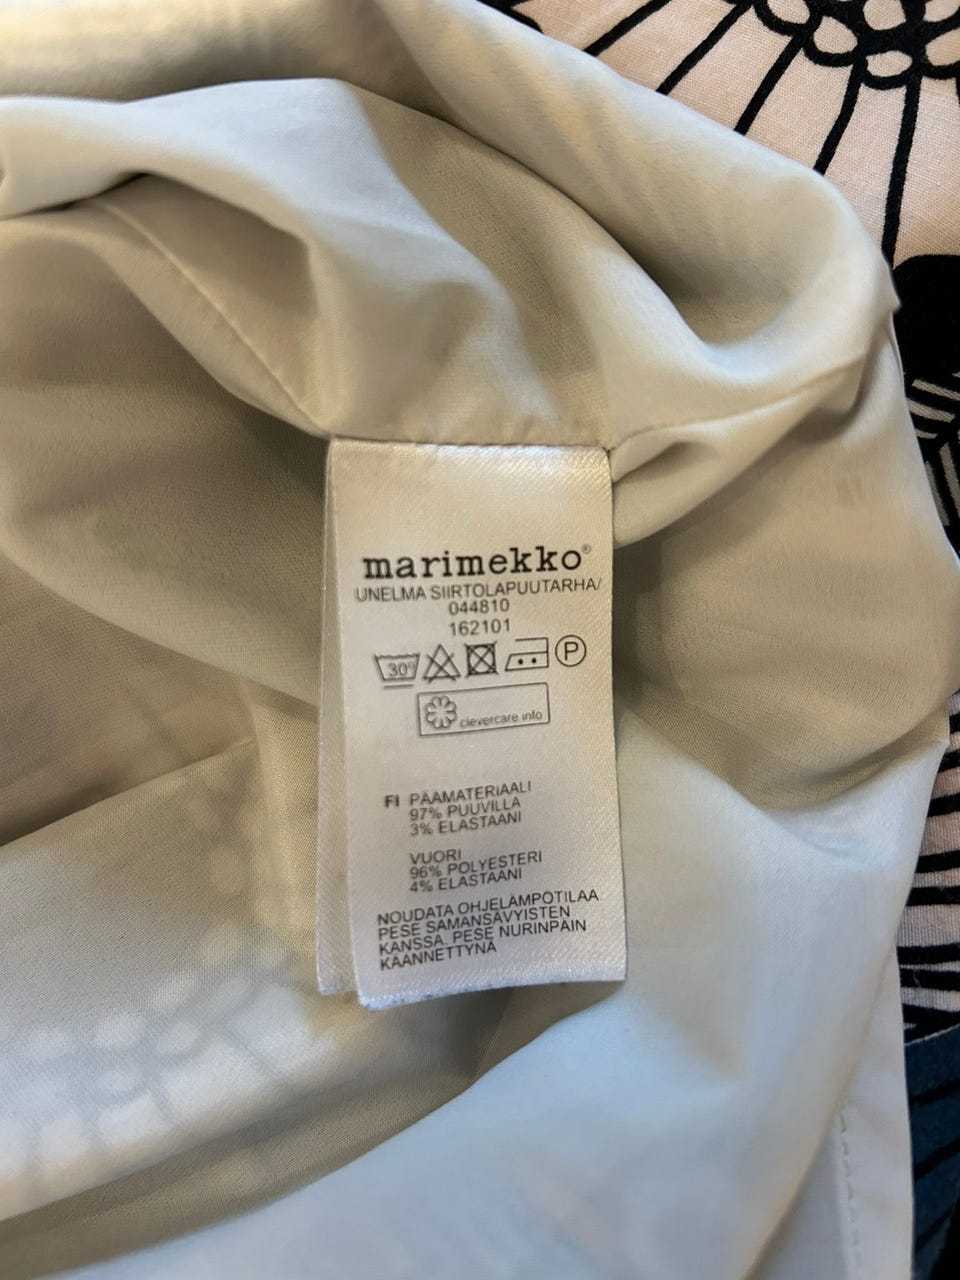 marimekko®
UNELMA SIIRTOLAPUUTARHA/
044810
162101
30° P
clevercare.info
FI PÄÄMATERIAALI
97% PUUVILLA
3% ELASTAANI
VUORI
96% POLYESTERI
4% ELASTAANI
NOUDATA OHJELÄMPÖTILAA
PESE SAMANSÄVYISTEN
KANSSA. PESE NURINPÄIN
KÄÄNNETTYNÄ